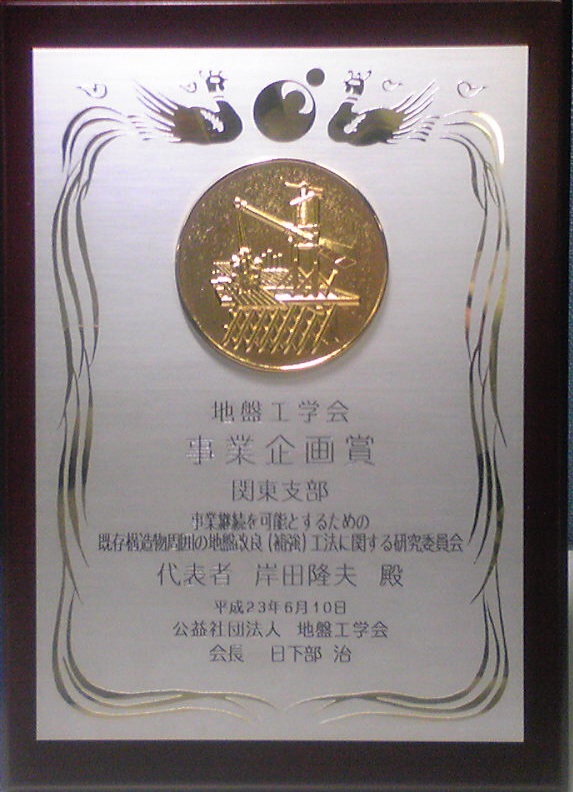 地盤工学会
事業企画賞
関東支部
事業継続を可能とするための
既存構造物周囲の地盤改良(補強)工法に関する研究委員会
代表者 岸田隆夫 殿
平成23年6月10日
公益社団法人 地盤工学会
会長 日下部 治